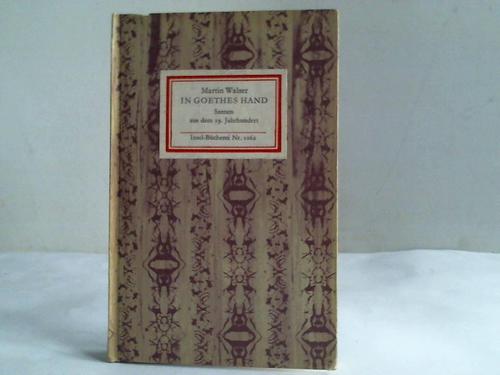 Martin Walser
IN GOETHES HAND
Szenen
aus dem 19. Jahrhundert
Insel-Bücherei Nr. 1062